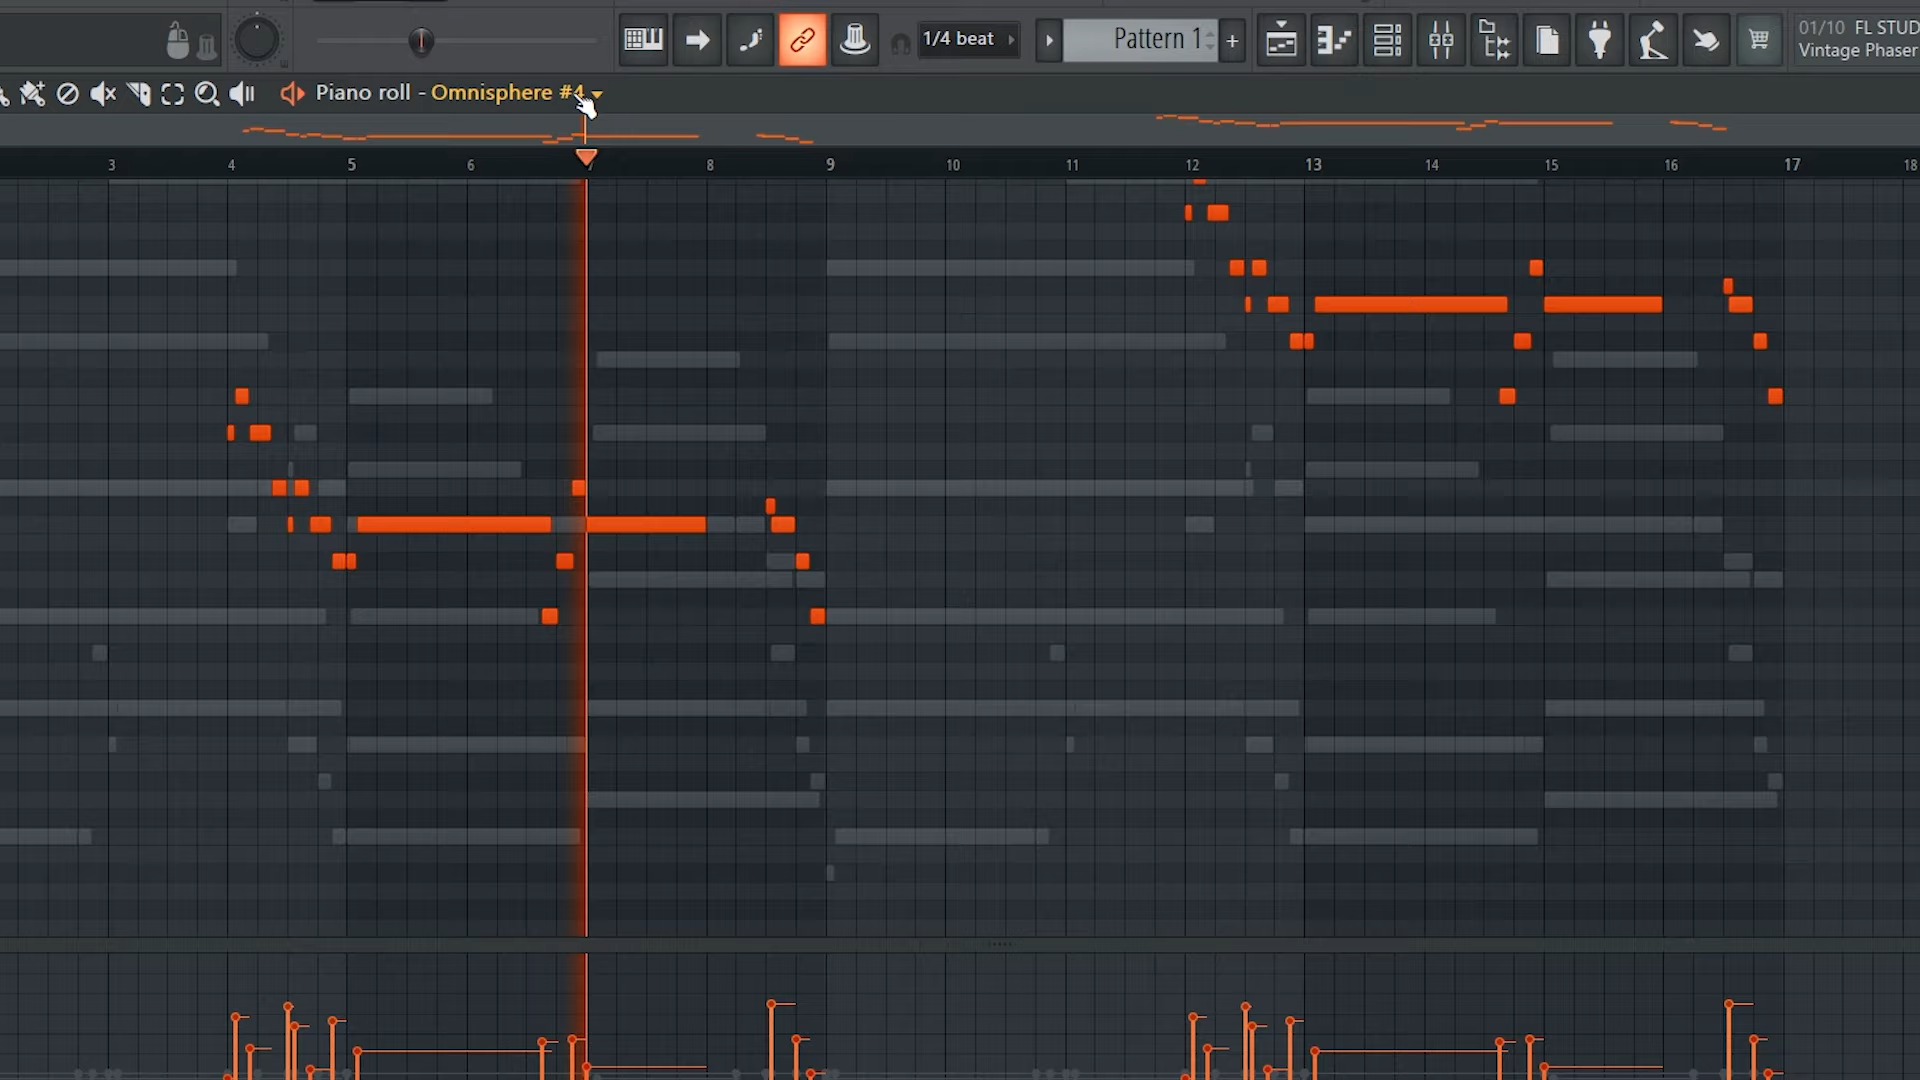 1/4 beat
Pattern 1
+
01/10 FL STUD
Vintage Phaser
Piano roll - Omnisphere #4
3 4 5 6 7 8 9 10 11 12 13 14 15 16 17 18